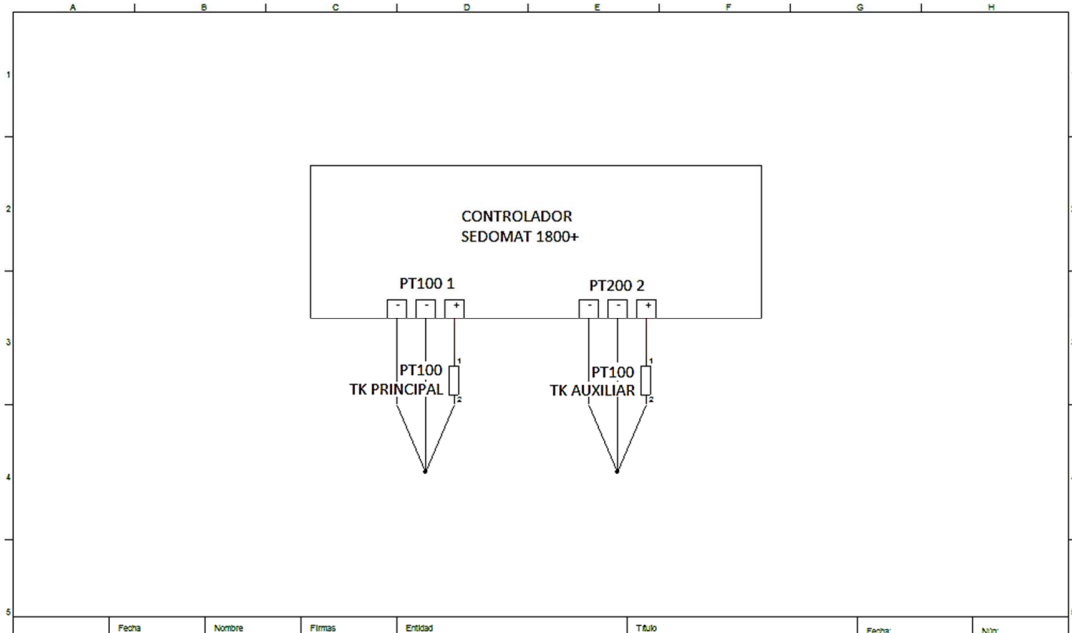 A B C D E F G H
1
2
CONTROLADOR
SEDOMAT 1800+
PT100 1
PT200 2
- - +
- - +
3
1
PT100
TK PRINCIPAL
2
1
PT100
TK AUXILIAR
2
4
5
Fecha Nombre Firmas Entidad Título Fecha: Núm: